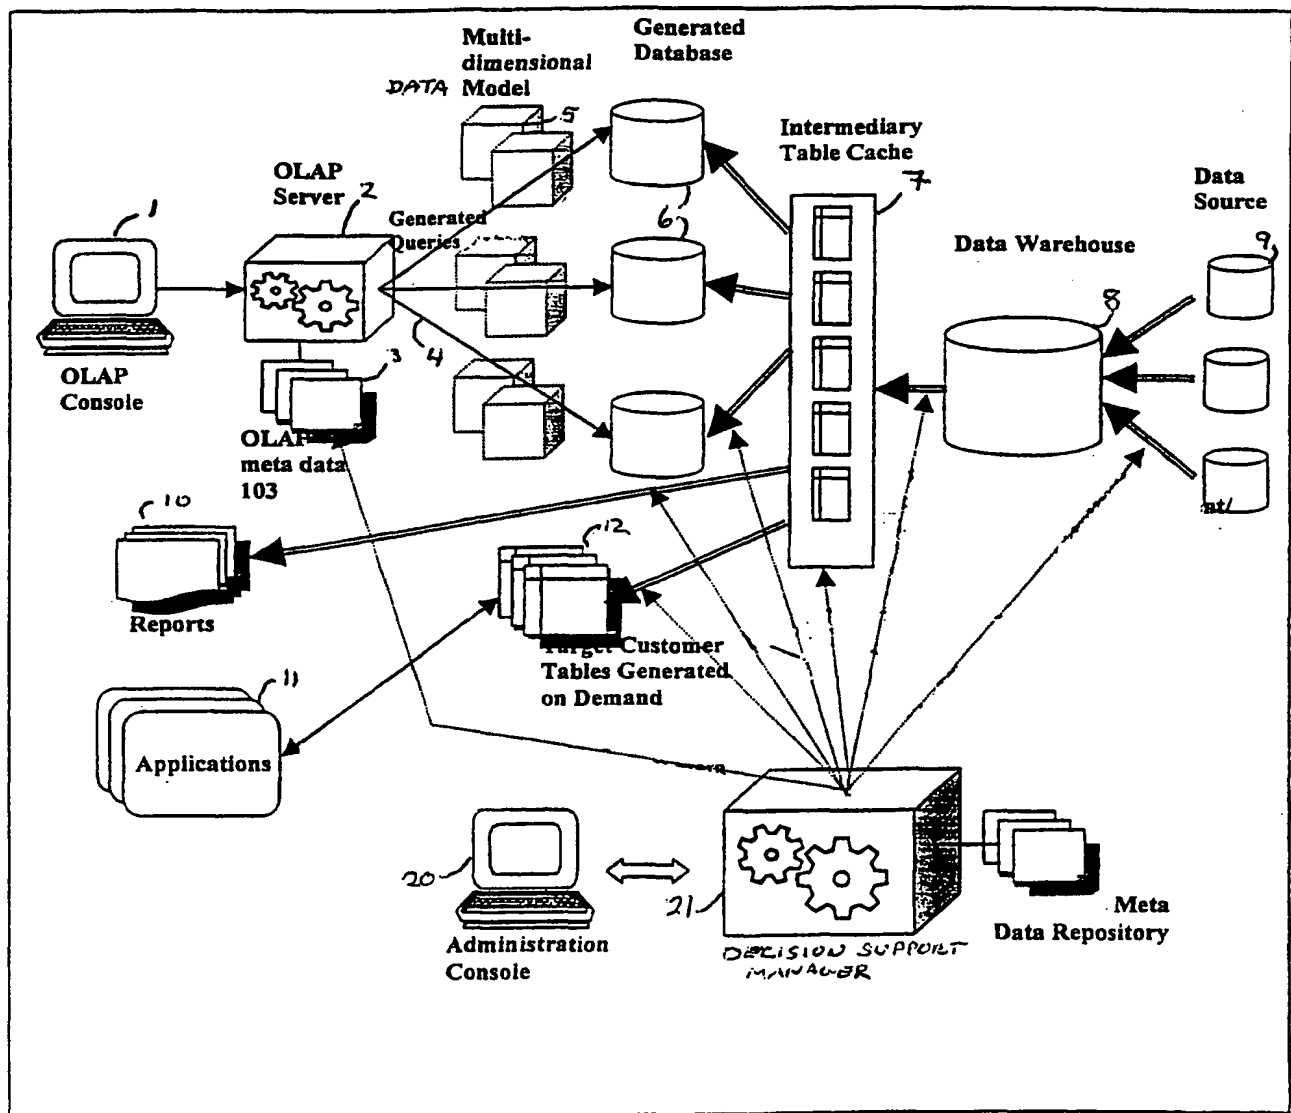 Multi-
dimensional
DATA Model
Generated
Database
5
Intermediary
Table Cache
7
Data
Source
OLAP
Server
2
1
Generated
Queries
6
Data Warehouse
9
8
3
4
OLAP
Console
OLAP
meta data
103
nt/
10
12
Reports
Target Customer
Tables Generated
on Demand
11
Applications
20
21
Administration
Console
DECISION SUPPORT
MANAGER
Meta
Data Repository